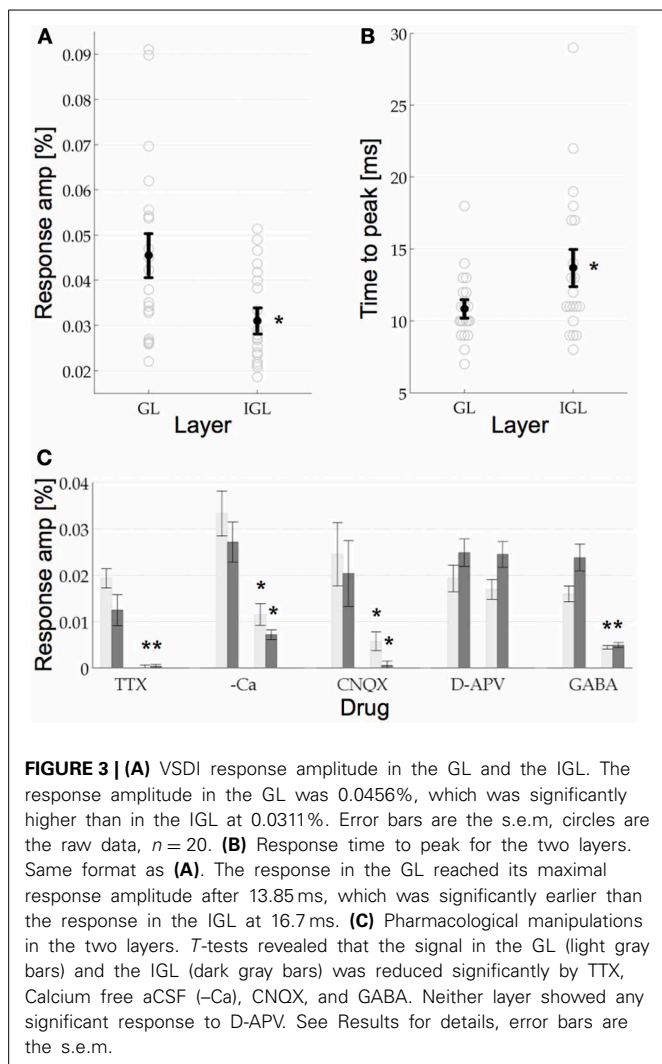 A
B
Response amp [%]
0.09
0.08
0.07
0.06
0.05
0.04
0.03
0.02
*
GL
IGL
Layer
Time to peak [ms]
30
25
20
15
10
5
*
GL
IGL
Layer
C
Response amp [%]
0.04
0.03
0.02
0.01
0
**
*
*
*
*
**
TTX
-Ca
CNQX
D-APV
GABA
Drug
FIGURE 3 | (A) VSDI response amplitude in the GL and the IGL. The
response amplitude in the GL was 0.0456%, which was significantly
higher than in the IGL at 0.0311%. Error bars are the s.e.m, circles are
the raw data, n = 20. (B) Response time to peak for the two layers.
Same format as (A). The response in the GL reached its maximal
response amplitude after 13.85 ms, which was significantly earlier than
the response in the IGL at 16.7 ms. (C) Pharmacological manipulations
in the two layers. T-tests revealed that the signal in the GL (light gray
bars) and the IGL (dark gray bars) was reduced significantly by TTX,
Calcium free aCSF (–Ca), CNQX, and GABA. Neither layer showed any
significant response to D-APV. See Results for details, error bars are
the s.e.m.